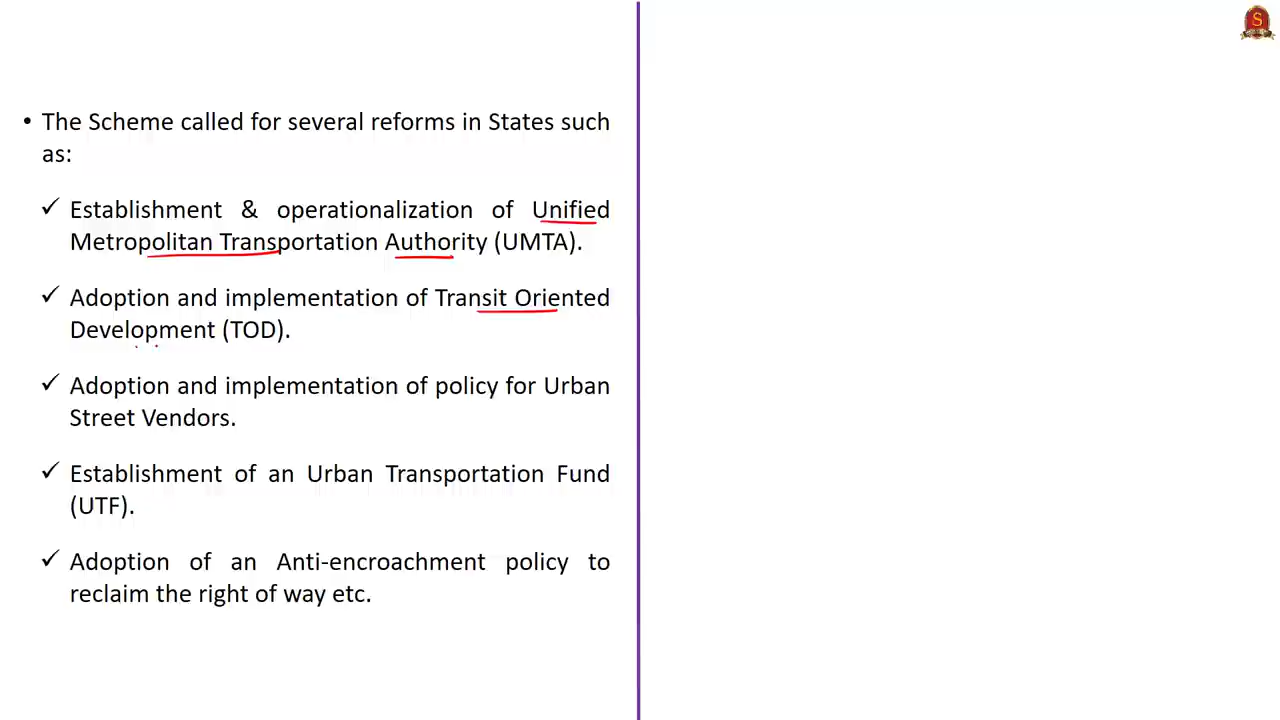 • The Scheme called for several reforms in States such
as:
✓ Establishment & operationalization of Unified
Metropolitan Transportation Authority (UMTA).
✓ Adoption and implementation of Transit Oriented
Development (TOD).
✓ Adoption and implementation of policy for Urban
Street Vendors.
✓ Establishment of an Urban Transportation Fund
(UTF).
✓ Adoption of an Anti-encroachment policy to
reclaim the right of way etc.
S